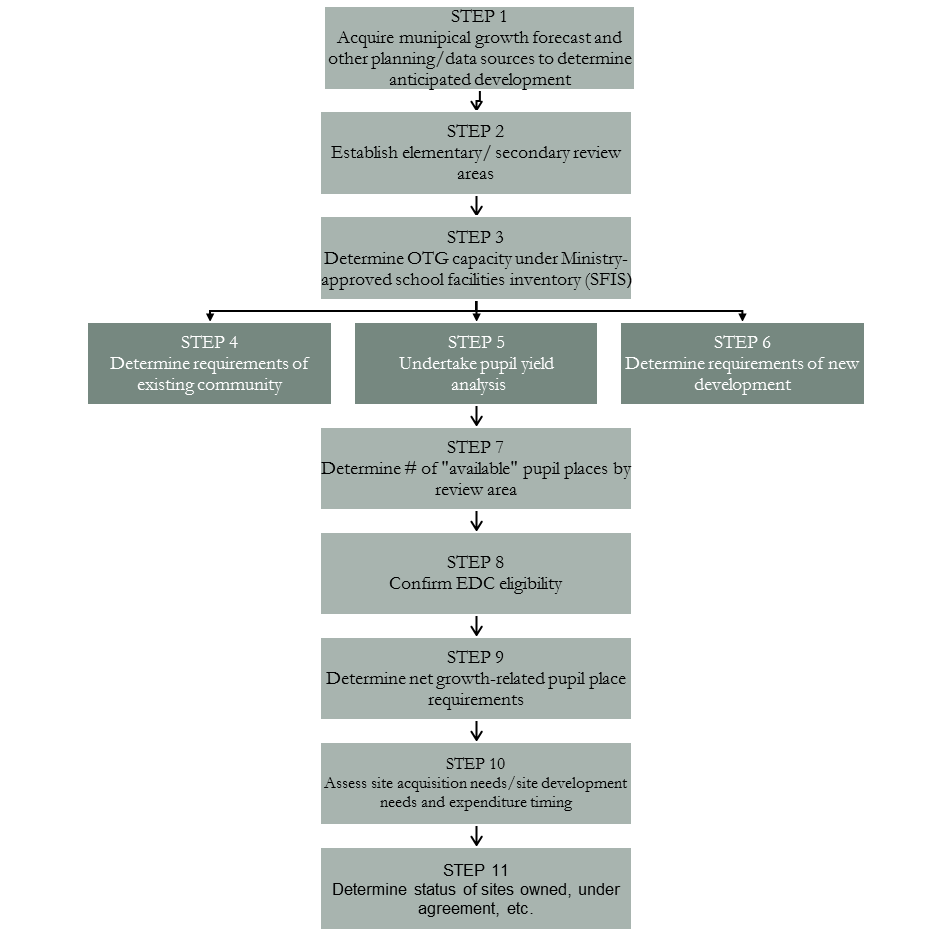 STEP 1
Acquire munipical growth forecast and
other planning/data sources to determine
anticipated development
STEP 2
Establish elementary/ secondary review
areas
STEP 3
Determine OTG capacity under Ministry-
approved school facilities inventory (SFIS)
STEP 4
Determine requirements of
existing community
STEP 5
Undertake pupil yield
analysis
STEP 6
Determine requirements of new
development
STEP 7
Determine # of "available" pupil places by
review area
STEP 8
Confirm EDC eligibility
STEP 9
Determine net growth-related pupil place
requirements
STEP 10
Assess site acquisition needs/site development
needs and expenditure timing
STEP 11
Determine status of sites owned, under
agreement, etc.